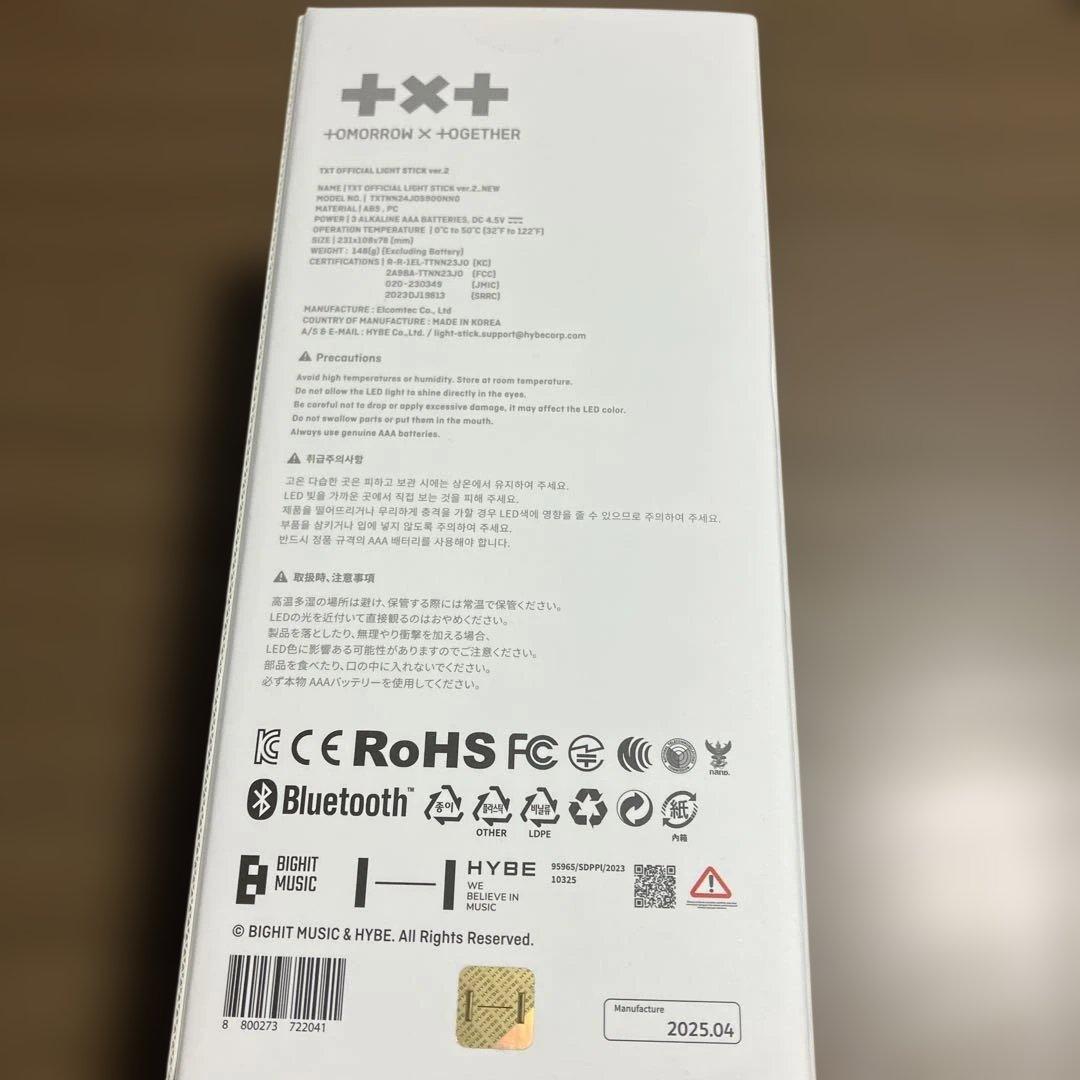 TXT
TOMORROW X TOGETHER
TXT OFFICIAL LIGHT STICK ver.2
NAME | TXT OFFICIAL LIGHT STICK ver.2_NEW
MODEL NO. | TXTNN24JOS900NN0
MATERIAL | ABS , PC
POWER | 3 ALKALINE AAA BATTERIES, DC 4.5V
OPERATION TEMPERATURE | 0°C to 50°C (32°F to 122°F)
SIZE | 231x108x78 (mm)
WEIGHT : 148(g) (Excluding Battery)
CERTIFICATIONS | R-R-1EL-TTNN23JO (KC)
2A9BA-TTNN23JO (FCC)
020-230349 (JMIC)
2023DJ19813 (SRRC)
MANUFACTURE : Elcomtec Co., Ltd
COUNTRY OF MANUFACTURE : MADE IN KOREA
A/S & E-MAIL : HYBE Co.,Ltd. / light-stick.support@hybecorp.com
Precautions
Avoid high temperatures or humidity. Store at room temperature.
Do not allow the LED light to shine directly in the eyes.
Be careful not to drop or apply excessive damage, it may affect the LED color.
Do not swallow parts or put them in the mouth.
Always use genuine AAA batteries.
취급주의사항
고온 다습한 곳은 피하고 보관 시에는 상온에서 유지하여 주세요.
LED 빛을 가까운 곳에서 직접 보는 것을 피해 주세요.
제품을 떨어뜨리거나 무리하게 충격을 가할 경우 LED색에 영향을 줄 수 있으므로 주의하여 주세요.
부품을 삼키거나 입에 넣지 않도록 주의하여 주세요.
반드시 정품 규격의 AAA 배터리를 사용해야 합니다.
取扱時、注意事項
高温多湿の場所は避け、保管する際には常温で保管ください。
LEDの光を近付いて直接観るのはおやめください。
製品を落としたり、無理やり衝撃を加える場合、
LED色に影響ある可能性がありますのでご注意ください。
部品を食べたり、口の中に入れないでください。
必ず本物 AAAバッテリーを使用してください。
KC CE RoHS FC
กสทช.
Bluetooth™ 종이 플라스틱 비닐류 紙
OTHER LDPE 內箱
BIGHIT MUSIC
HYBE
WE BELIEVE IN MUSIC
95965/SDPPI/2023
10325
© BIGHIT MUSIC & HYBE. All Rights Reserved.
8 800273 722041
Manufacture
2025.04